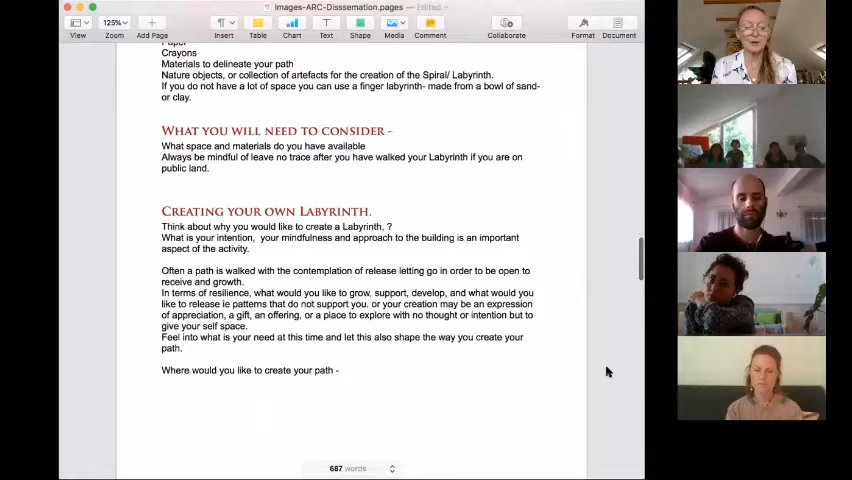 Images-ARC-Disssemation.pages — Edited
125%
View
Zoom
Add Page
Insert
Table
Chart
Text
Shape
Media
Comment
Collaborate
Format
Document
Paper
Crayons
Materials to delineate your path
Nature objects, or collection of artefacts for the creation of the Spiral/ Labyrinth.
If you do not have a lot of space you can use a finger labyrinth- made from a bowl of sand-
or clay.
What you will need to consider -
What space and materials do you have available
Always be mindful of leave no trace after you have walked your Labyrinth if you are on
public land.
Creating your own Labyrinth.
Think about why you would like to create a Labyrinth, ?
What is your intention, your mindfulness and approach to the building is an important
aspect of the activity.
Often a path is walked with the contemplation of release letting go in order to be open to
receive and growth.
In terms of resilience, what would you like to grow, support, develop, and what would you
like to release ie patterns that do not support you. or your creation may be an expression
of appreciation, a gift, an offering, or a place to explore with no thought or intention but to
give your self space.
Feel into what is your need at this time and let this also shape the way you create your
path.
Where would you like to create your path -
687 words